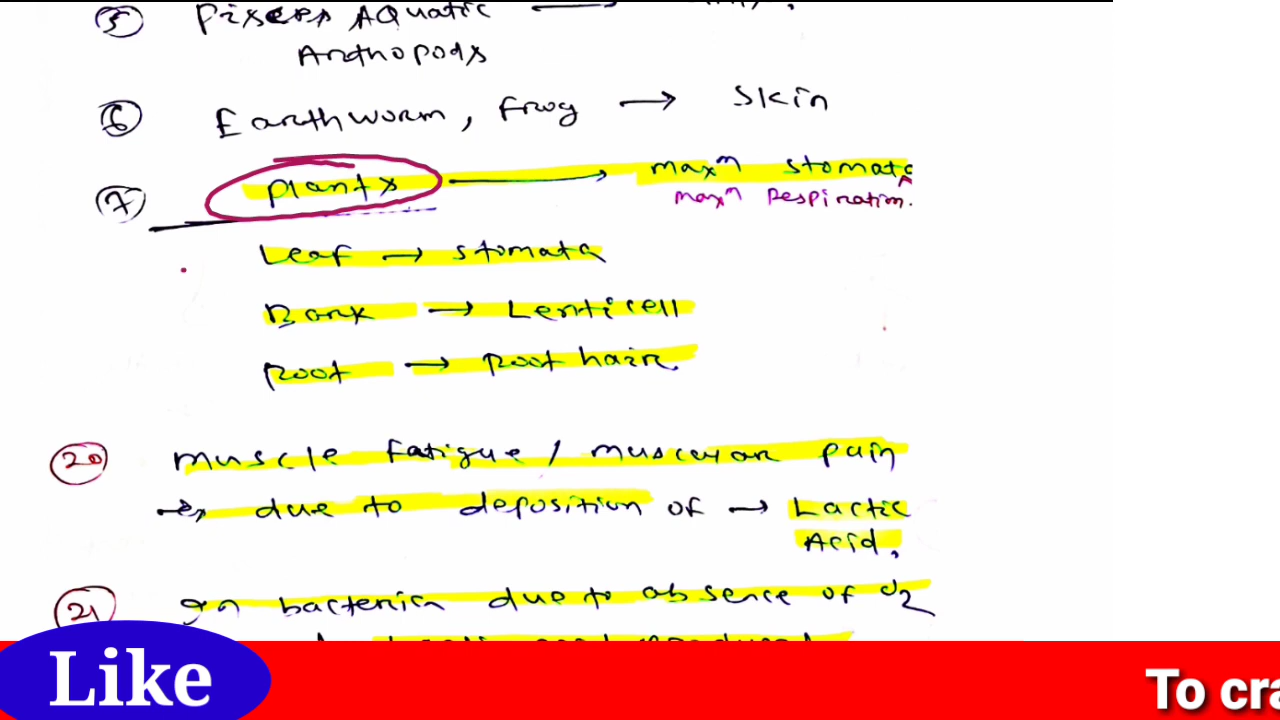 5 Pisces, Aquatic →
Arthopods
6 Earthworm, frog → Skin
7 plants → maxm stomata
maxm Respiration.
Leaf → stomata
Bark → Lenticell
Root → Root hair
20 muscle fatigue / muscular pain
→ due to deposition of → Lactic
Acid,
21 In bacteria due to absence of O2
Like
To cra